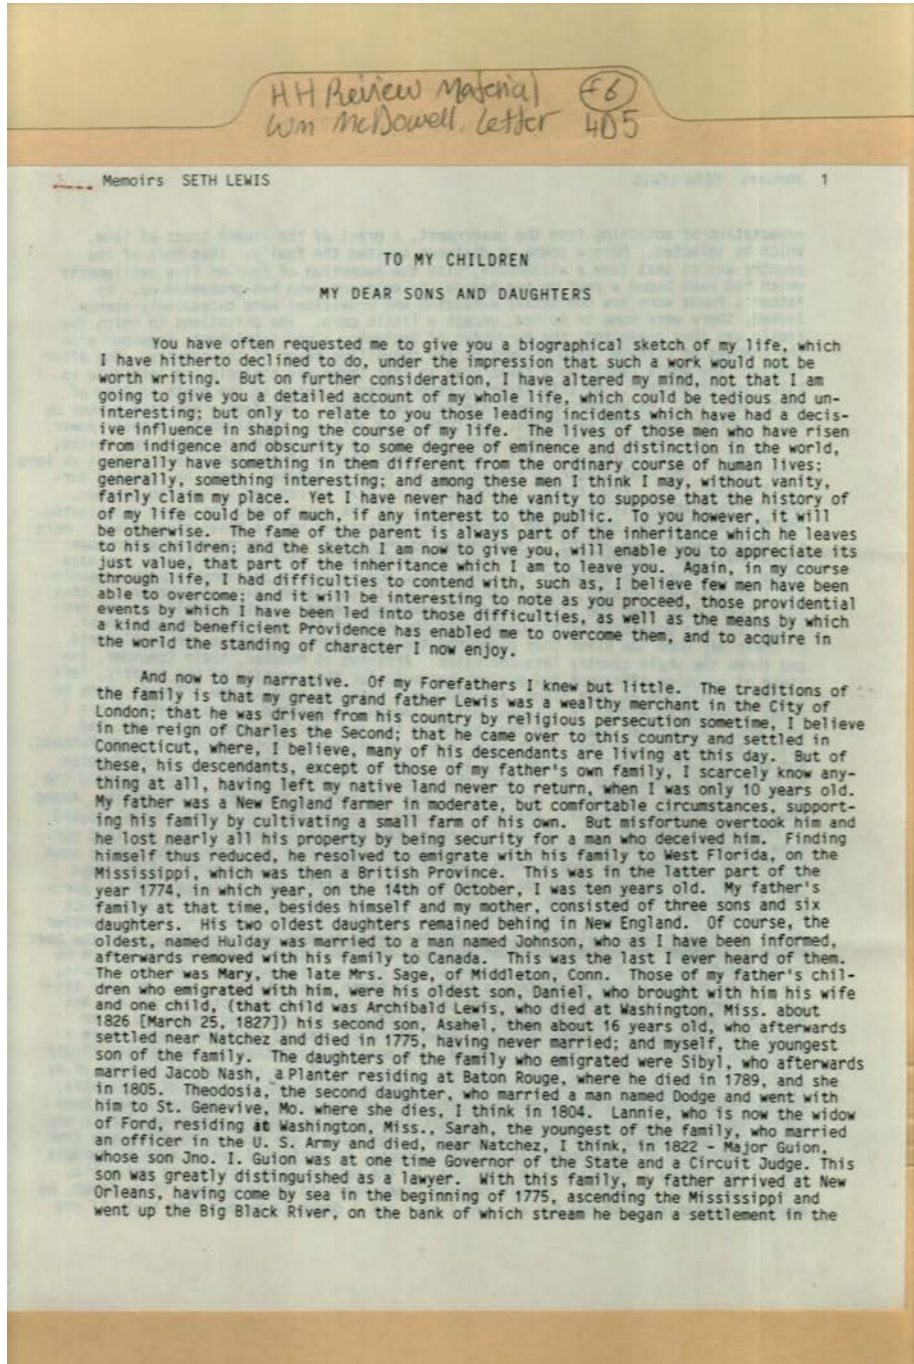 HH Review Material f6
Wm McDowell Letter 4D5
Memoirs SETH LEWIS 1
TO MY CHILDREN
MY DEAR SONS AND DAUGHTERS
You have often requested me to give you a biographical sketch of my life, which
I have hitherto declined to do, under the impression that such a work would not be
worth writing. But on further consideration, I have altered my mind, not that I am
going to give you a detailed account of my whole life, which could be tedious and un-
interesting; but only to relate to you those leading incidents which have had a decis-
ive influence in shaping the course of my life. The lives of those men who have risen
from indigence and obscurity to some degree of eminence and distinction in the world,
generally have something in them different from the ordinary course of human lives;
generally, something interesting; and among these men I think I may, without vanity,
fairly claim my place. Yet I have never had the vanity to suppose that the history of
of my life could be of much, if any interest to the public. To you however, it will
be otherwise. The fame of the parent is always part of the inheritance which he leaves
to his children; and the sketch I am now to give you, will enable you to appreciate its
just value, that part of the inheritance which I am to leave you. Again, in my course
through life, I had difficulties to contend with, such as, I believe few men have been
able to overcome; and it will be interesting to note as you proceed, those providential
events by which I have been led into those difficulties, as well as the means by which
a kind and beneficient Providence has enabled me to overcome them, and to acquire in
the world the standing of character I now enjoy.
And now to my narrative. Of my Forefathers I knew but little. The traditions of
the family is that my great grand father Lewis was a wealthy merchant in the City of
London; that he was driven from his country by religious persecution sometime, I believe
in the reign of Charles the Second; that he came over to this country and settled in
Connecticut, where, I believe, many of his descendants are living at this day. But of
these, his descendants, except of those of my father's own family, I scarcely know any-
thing at all, having left my native land never to return, when I was only 10 years old.
My father was a New England farmer in moderate, but comfortable circumstances, support-
ing his family by cultivating a small farm of his own. But misfortune overtook him and
he lost nearly all his property by being security for a man who deceived him. Finding
himself thus reduced, he resolved to emigrate with his family to West Florida, on the
Mississippi, which was then a British Province. This was in the latter part of the
year 1774, in which year, on the 14th of October, I was ten years old. My father's
family at that time, besides himself and my mother, consisted of three sons and six
daughters. His two oldest daughters remained behing in New England. Of course, the
oldest, named Hulday was married to a man named Johnson, who as I have been informed,
afterwards removed with his family to Canada. This was the last I ever heard of them.
The other was Mary, the late Mrs. Sage, of Middleton, Conn. Those of my father's chil-
dren who emigrated with him, were his oldest son, Daniel, who brought with him his wife
and one child, (that child was Archibald Lewis, who died at Washington, Miss. about
1826 [March 25, 1827]) his second son, Asahel, then about 16 years old, who afterwards
settled near Natchez and died in 1775, having never married; and myself, the youngest
son of the family. The daughters of the family who emigrated were Sibyl, who afterwards
married Jacob Nash, a Planter residing at Baton Rouge, where he died in 1789, and she
in 1805. Theodosia, the second daughter, who married a man named Dodge and went with
him to St. Genevive, Mo. where she dies, I think in 1804. Lannie, who is now the widow
of Ford, residing at Washington, Miss., Sarah, the youngest of the family, who married
an officer in the U. S. Army and died, near Natchez, I think, in 1822 - Major Guion,
whose son Jno. I. Guion was at one time Governor of the State and a Circuit Judge. This
son was greatly distinguished as a lawyer. With this family, my father arrived at New
Orleans, having come by sea in the beginning of 1775, ascending the Mississippi and
went up the Big Black River, on the bank of which stream he began a settlement in the